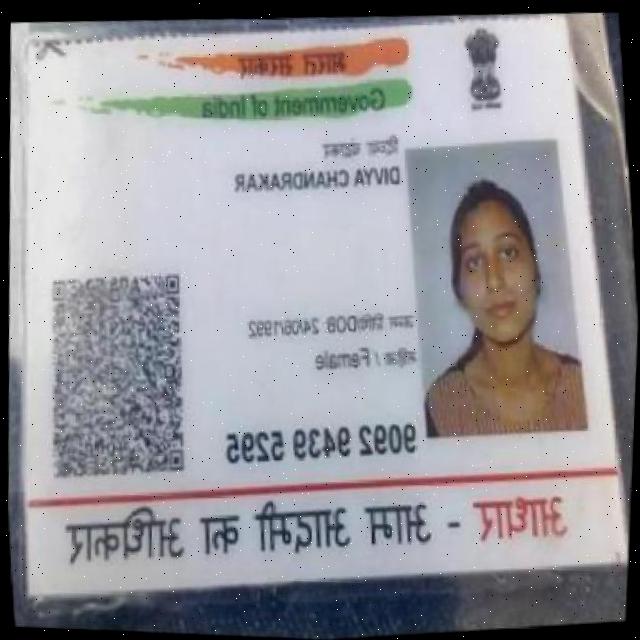 भारत सरकार
Government of India
दिव्या चंद्राकर
DIVYA CHANDRAKAR
जन्म तिथि/DOB 24/06/1992
महिला / Female
9092 9439 5295
आधार - आम आदमी का अधिकार